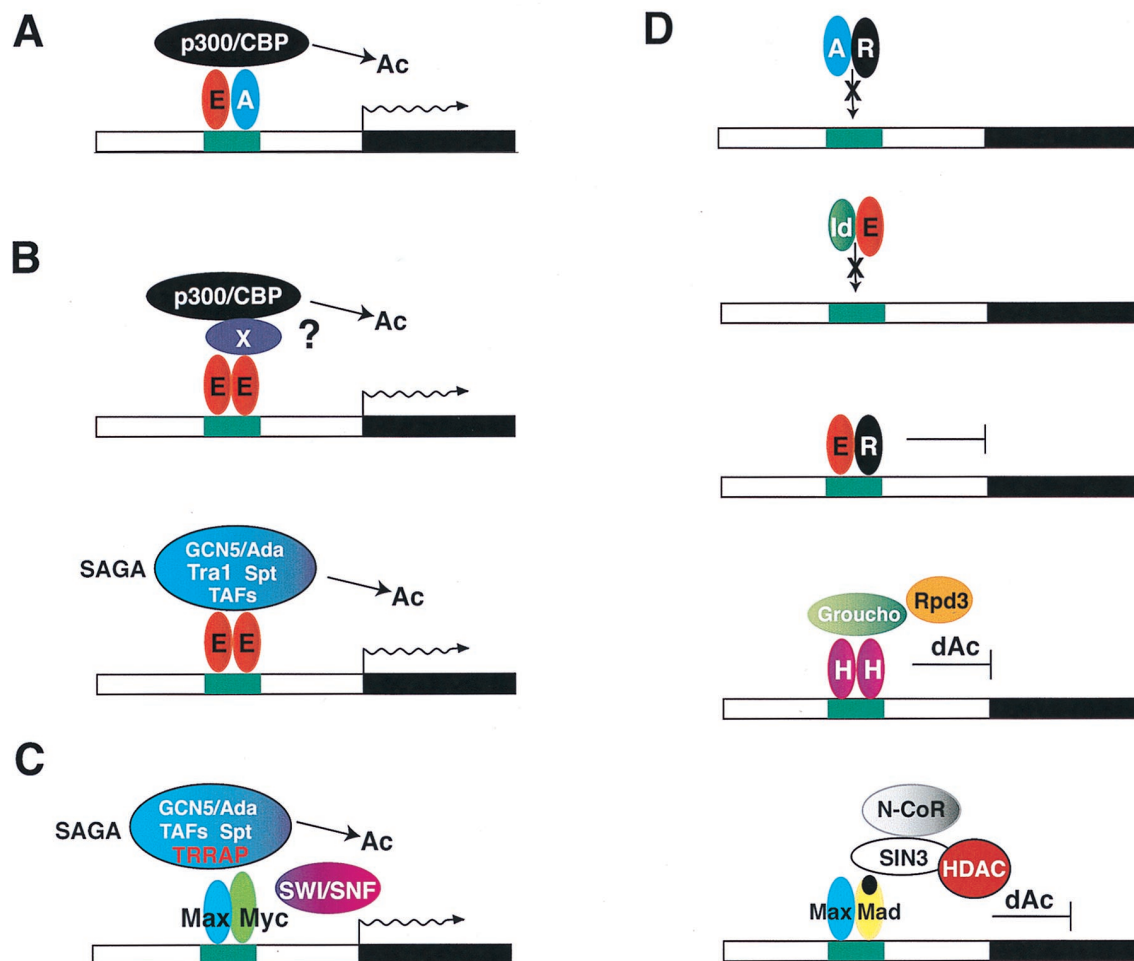 A
p300/CBP
Ac
E A
B
p300/CBP
Ac
X ?
E E
SAGA
GCN5/Ada
Tra1 Spt
TAFs
Ac
E E
C
SAGA
GCN5/Ada
TAFs Spt
TRRAP
Ac
SWI/SNF
Max Myc
D
A R
X
Id E
X
E R
Groucho
Rpd3
dAc
H H
N-CoR
SIN3
HDAC
Max Mad
dAc